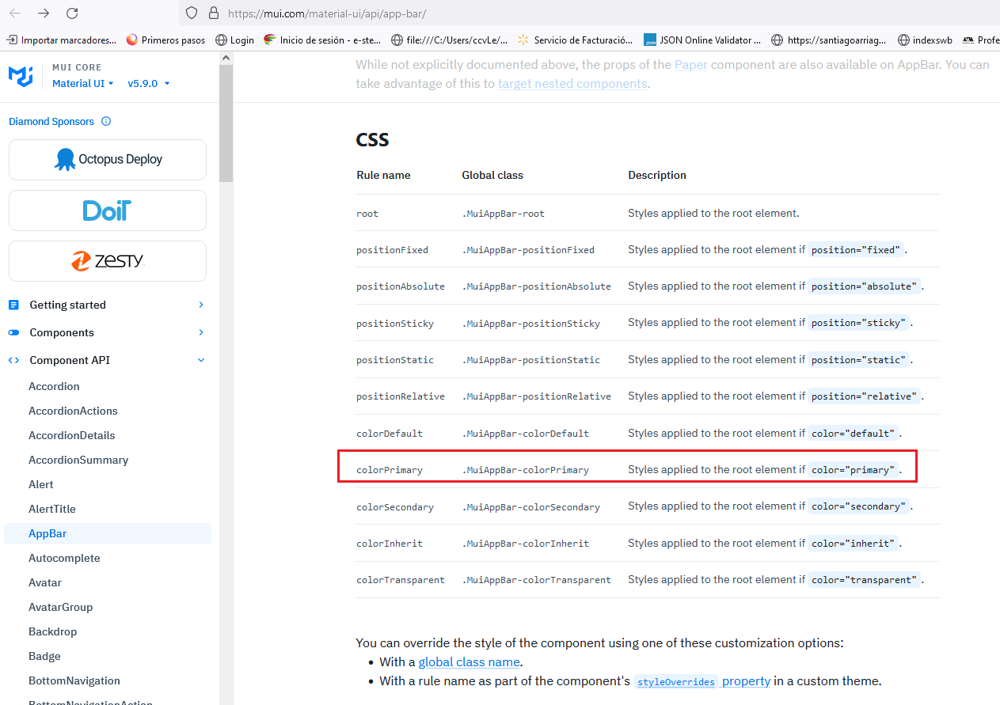 https://mui.com/material-ui/api/app-bar/
Importar marcadores... Primeros pasos Login Inicio de sesión - e-ste... file:///C:/Users/ccvLe/... Servicio de Facturació... JSON Online Validator ... https://santiagoarriag... indexswb Profe
MUI CORE
Material UI v5.9.0
Diamond Sponsors
Octopus Deploy
DoiT
ZESTY
Getting started
Components
Component API
Accordion
AccordionActions
AccordionDetails
AccordionSummary
Alert
AlertTitle
AppBar
Autocomplete
Avatar
AvatarGroup
Backdrop
Badge
BottomNavigation
BottomNavigationAction
While not explicitly documented above, the props of the Paper component are also available on AppBar. You can
take advantage of this to target nested components.
CSS
Rule name Global class Description
root .MuiAppBar-root Styles applied to the root element.
positionFixed .MuiAppBar-positionFixed Styles applied to the root element if position="fixed".
positionAbsolute .MuiAppBar-positionAbsolute Styles applied to the root element if position="absolute".
positionSticky .MuiAppBar-positionSticky Styles applied to the root element if position="sticky".
positionStatic .MuiAppBar-positionStatic Styles applied to the root element if position="static".
positionRelative .MuiAppBar-positionRelative Styles applied to the root element if position="relative".
colorDefault .MuiAppBar-colorDefault Styles applied to the root element if color="default".
colorPrimary .MuiAppBar-colorPrimary Styles applied to the root element if color="primary".
colorSecondary .MuiAppBar-colorSecondary Styles applied to the root element if color="secondary".
colorInherit .MuiAppBar-colorInherit Styles applied to the root element if color="inherit".
colorTransparent .MuiAppBar-colorTransparent Styles applied to the root element if color="transparent".
You can override the style of the component using one of these customization options:
• With a global class name.
• With a rule name as part of the component's styleOverrides property in a custom theme.